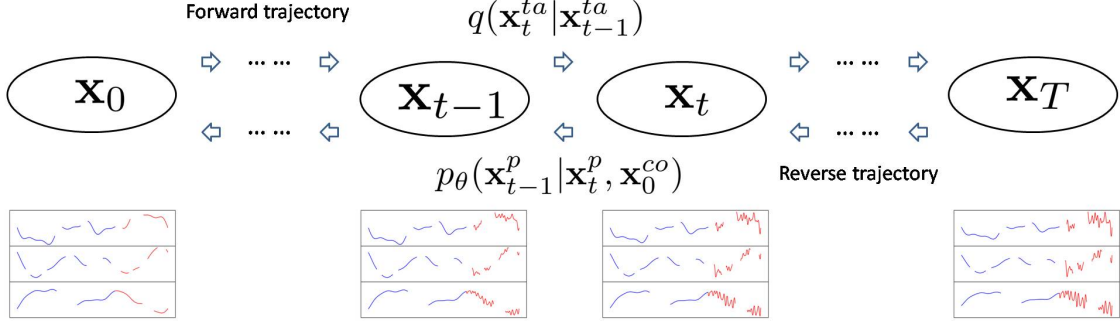 Forward trajectory
q(𝐱_t^{ta}|𝐱_{t-1}^{ta})
𝐱_0 ... ... 𝐱_{t-1} 𝐱_t ... ... 𝐱_T
... ... ... ...
p_θ(𝐱_{t-1}^p|𝐱_t^p, 𝐱_0^{co})
Reverse trajectory